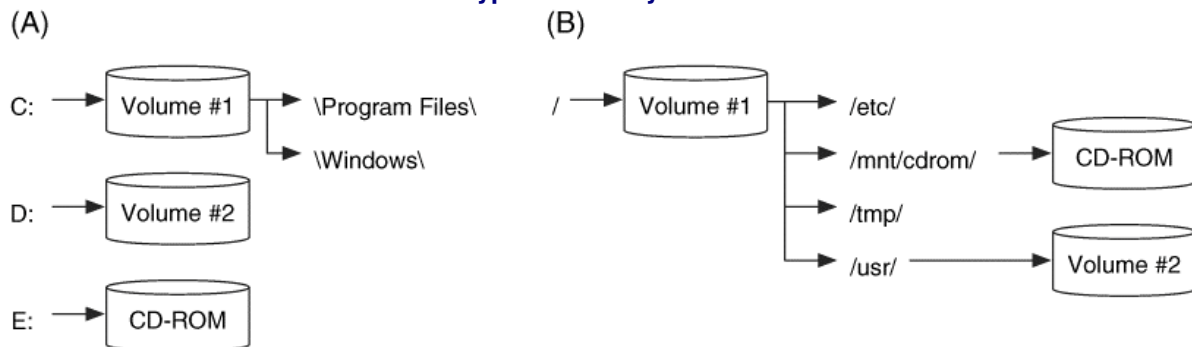 (A)
C:
Volume #1
\Program Files\
\Windows\
D:
Volume #2
E:
CD-ROM
(B)
/
Volume #1
/etc/
/mnt/cdrom/
CD-ROM
/tmp/
/usr/
Volume #2